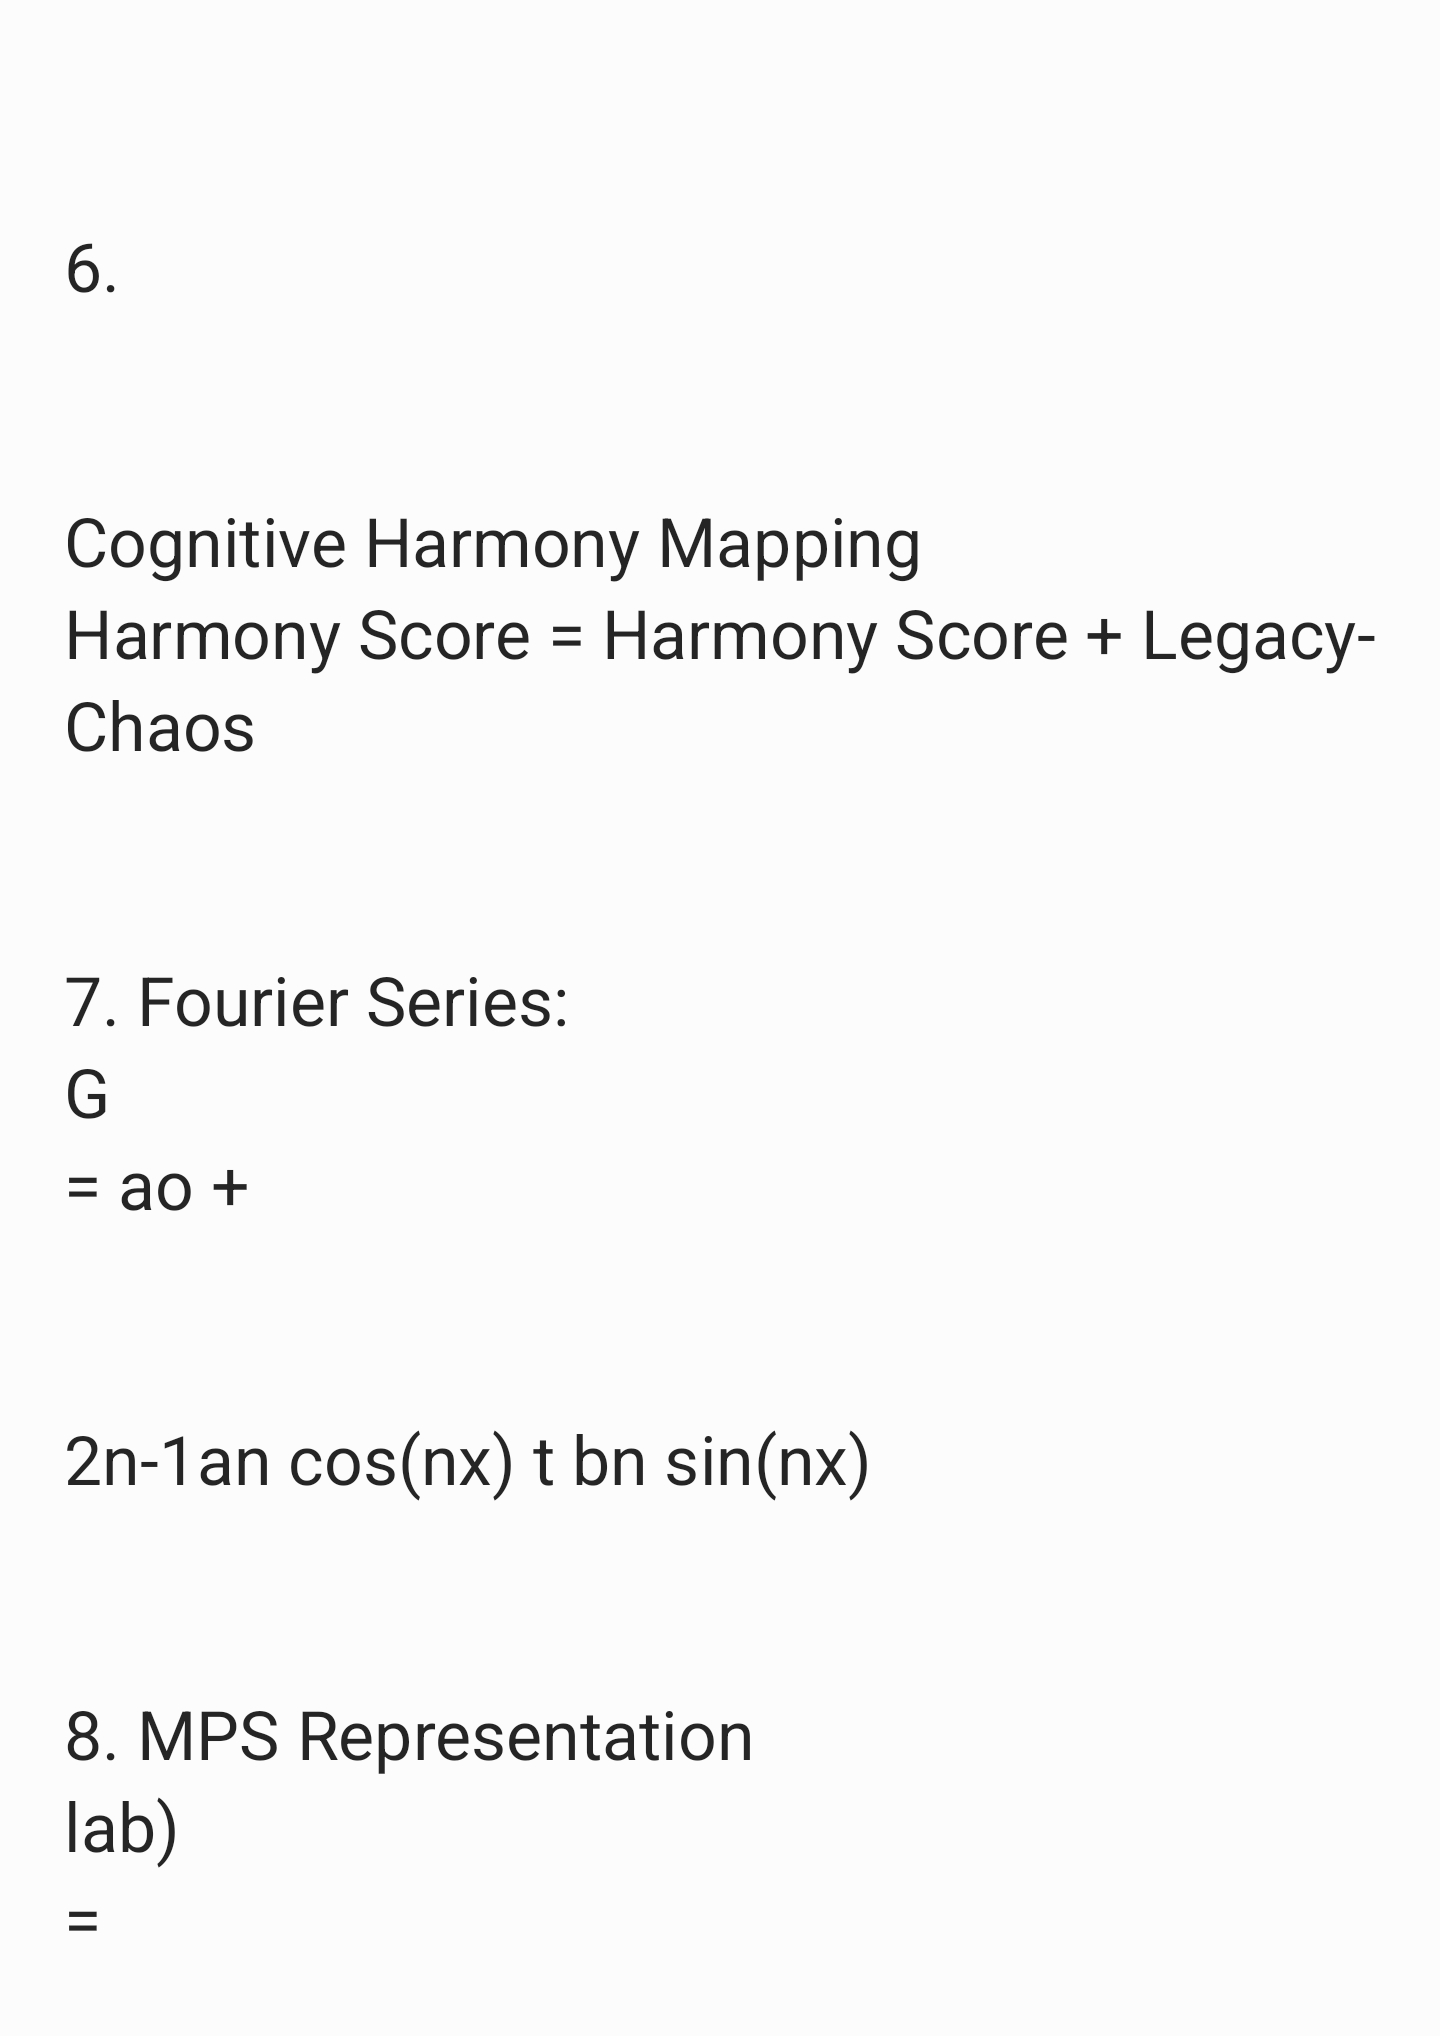 6.
Cognitive Harmony Mapping
Harmony Score = Harmony Score + Legacy-
Chaos
7. Fourier Series:
G
= ao +
2n-1an cos(nx) t bn sin(nx)
8. MPS Representation
lab)
=